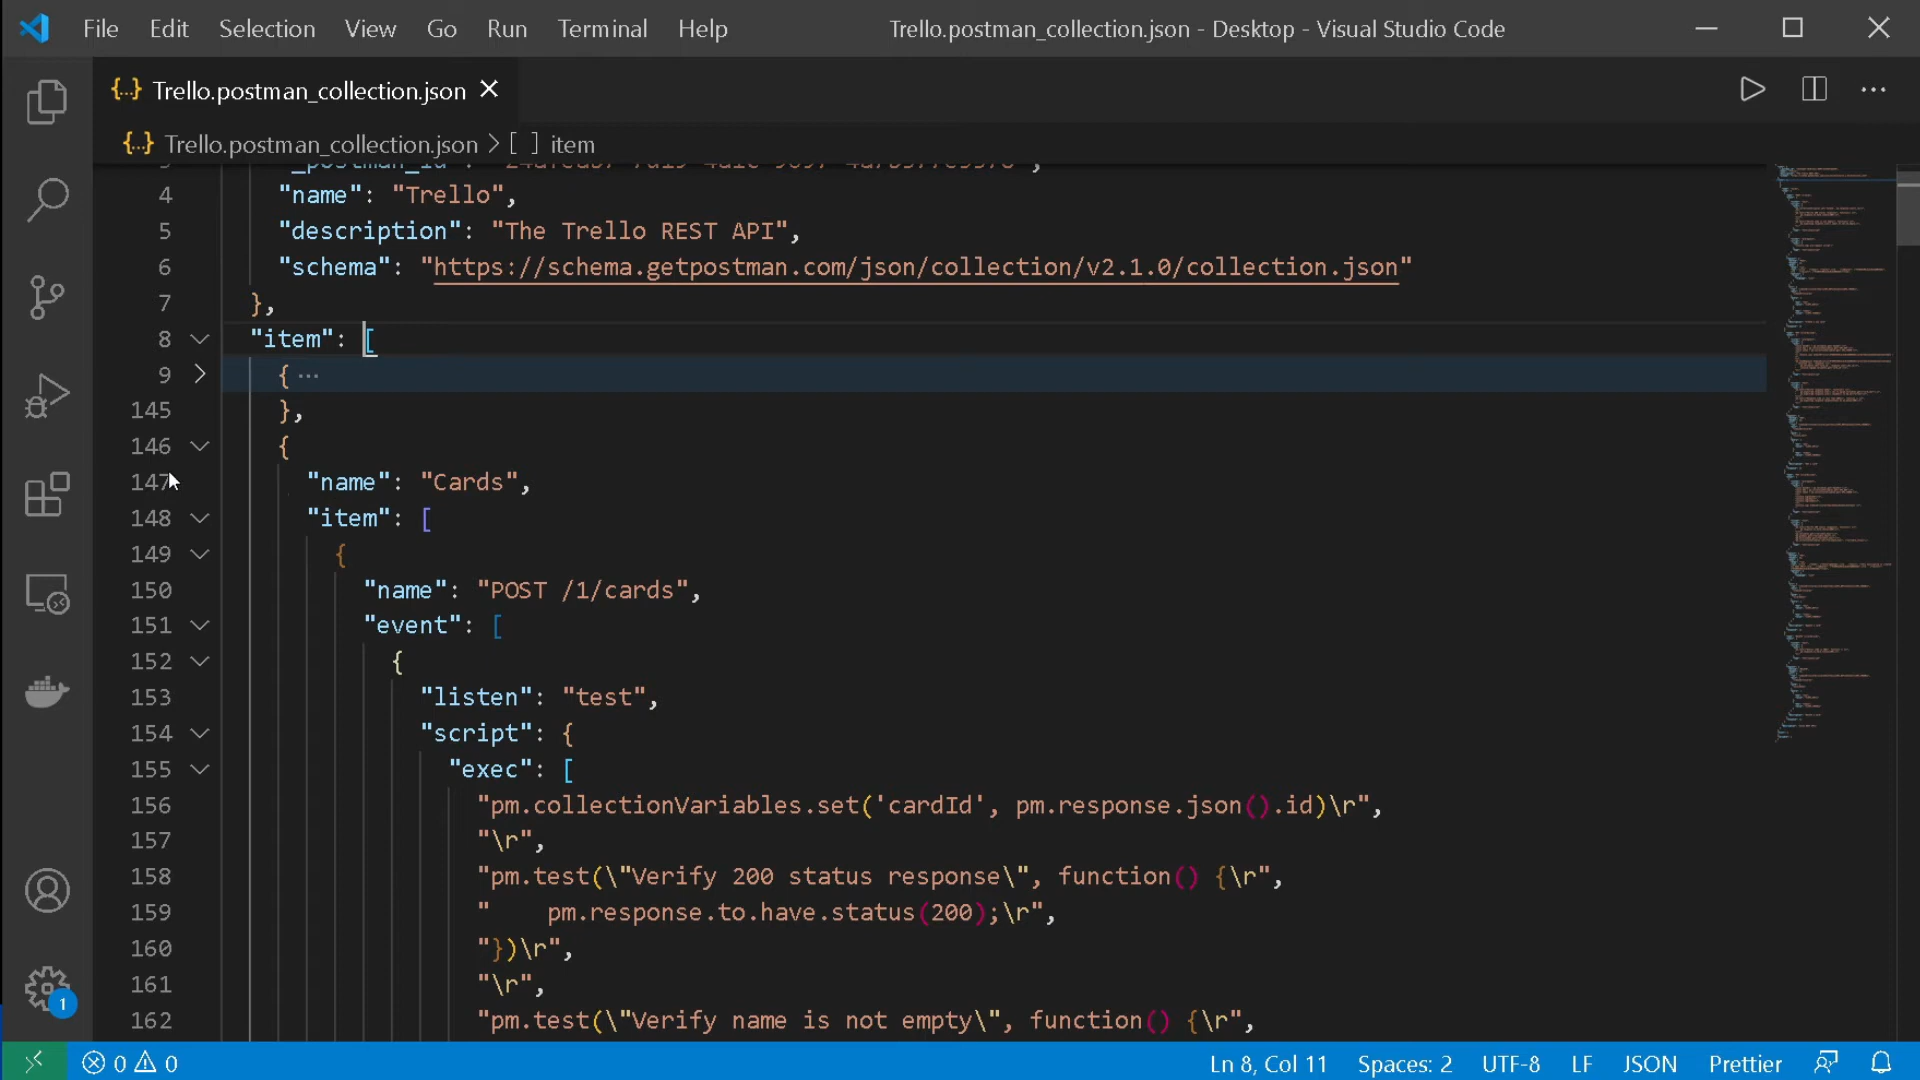 File Edit Selection View Go Run Terminal Help Trello.postman_collection.json - Desktop - Visual Studio Code
{..} Trello.postman_collection.json
{..} Trello.postman_collection.json > [ ] item
4 "name": "Trello",
5 "description": "The Trello REST API",
6 "schema": "https://schema.getpostman.com/json/collection/v2.1.0/collection.json"
7 },
8 "item": [
9 { ...
145 },
146 {
147 "name": "Cards",
148 "item": [
149 {
150 "name": "POST /1/cards",
151 "event": [
152 {
153 "listen": "test",
154 "script": {
155 "exec": [
156 "pm.collectionVariables.set('cardId', pm.response.json().id)\r",
157 "\r",
158 "pm.test(\"Verify 200 status response\", function() {\r",
159 "    pm.response.to.have.status(200);\r",
160 "})\r",
161 "\r",
162 "pm.test(\"Verify name is not empty\", function() {\r",
1
0 0 Ln 8, Col 11 Spaces: 2 UTF-8 LF JSON Prettier